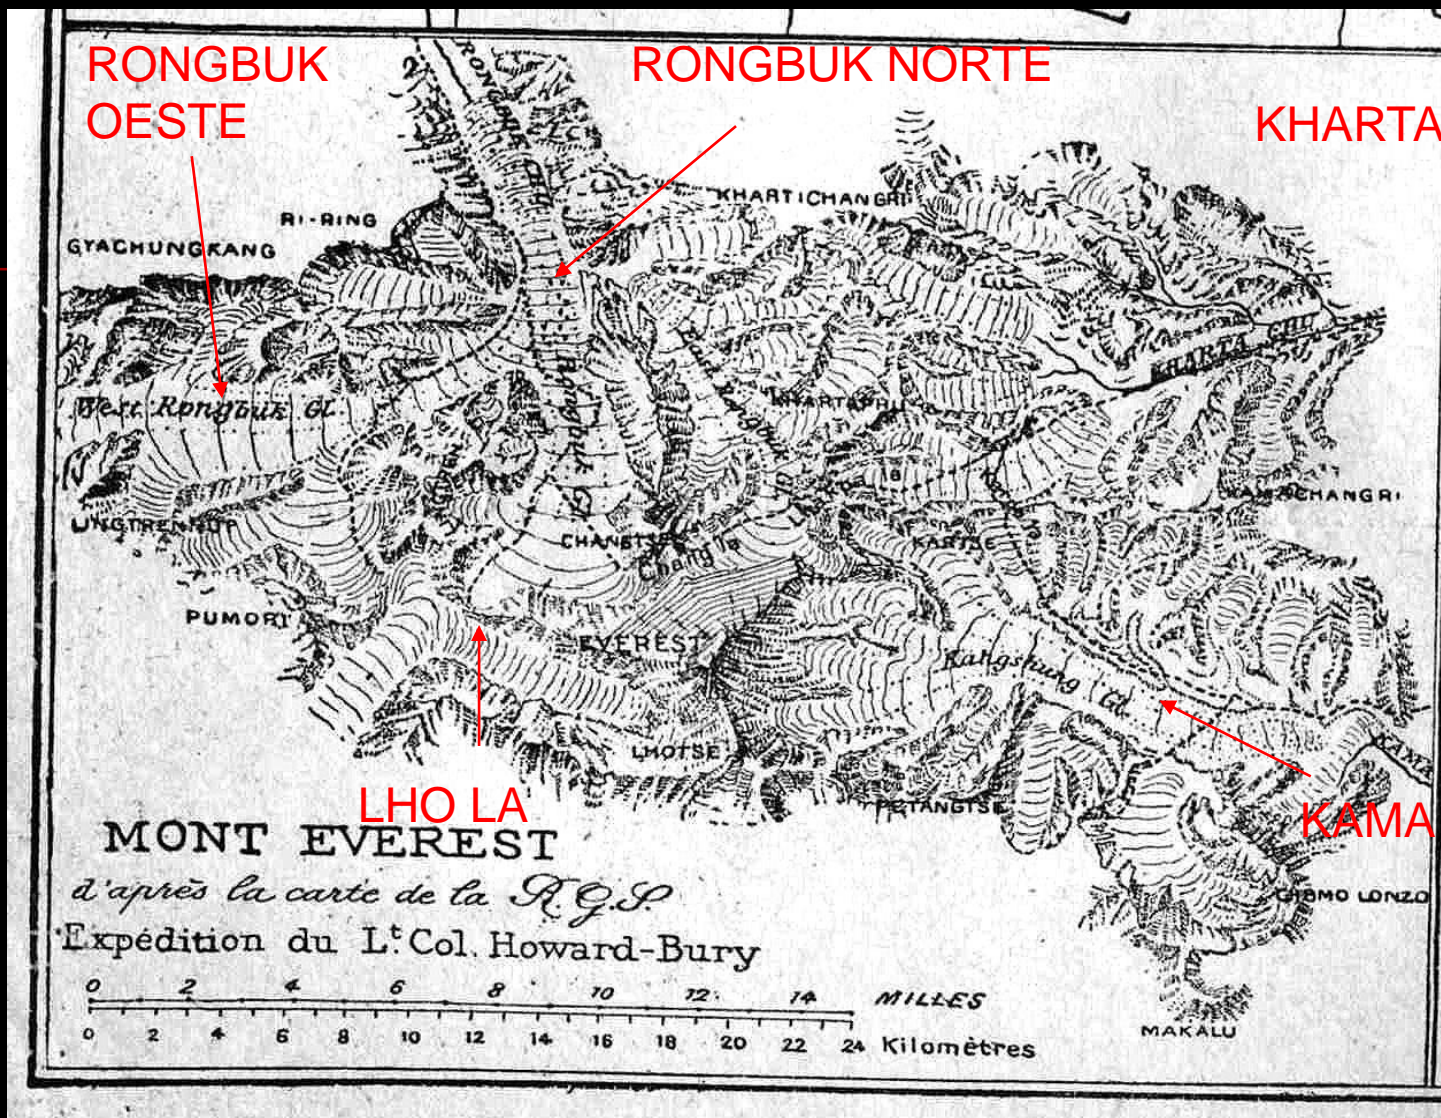 RONGBUK
OESTE
RONGBUK NORTE
KHARTA
KHARTICHANGRI
RI-RING
GYACHUNGKANG
KHARTA CHU
West Rongbuk Gl.
Rongbuk Gl.
KHARTAPHU
KAMACHANGRI
CHANGTSE
Chang la
KARTSE
PUMORI
EVEREST
Kangshung Gl.
LHOTSE
KAMA
PETANGTSE
LHO LA
KAMA
CHOMO LONZO
MAKALU
MONT EVEREST
d'après la carte de la R.G.S.
Expédition du Lt. Col. Howard-Bury
0 2 4 6 8 10 12 14 MILLES
0 2 4 6 8 10 12 14 16 18 20 22 24 Kilomètres